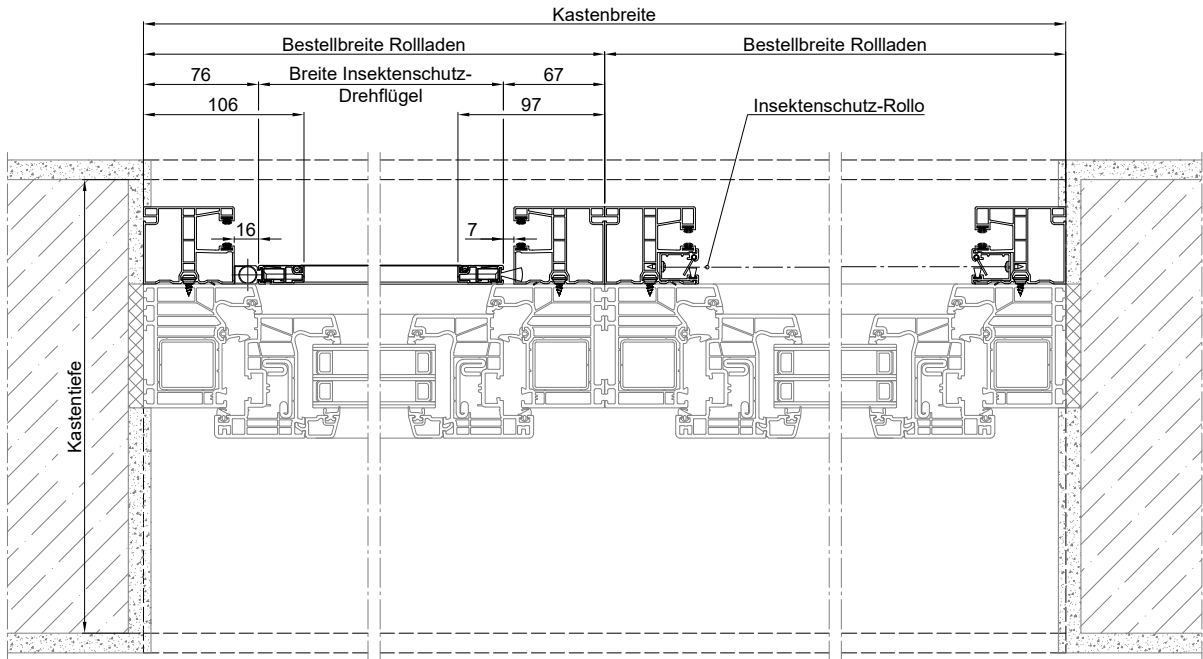 Kastenbreite
Bestellbreite Rollladen
Bestellbreite Rollladen
76
Breite Insektenschutz-
Drehflügel
67
106
97
Insektenschutz-Rollo
16
7
Kastentiefe